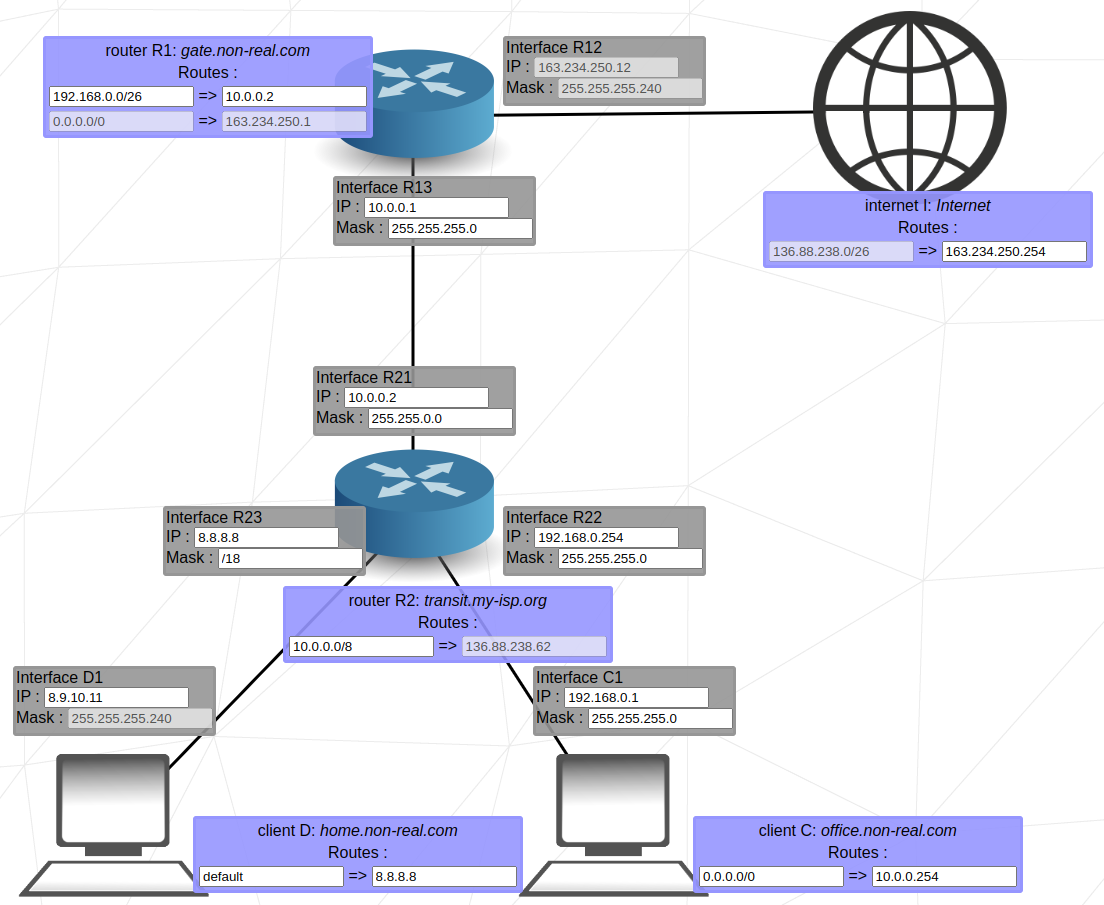 router R1: gate.non-real.com
Routes :
192.168.0.0/26 => 10.0.0.2
0.0.0.0/0 => 163.234.250.1
Interface R12
IP : 163.234.250.12
Mask : 255.255.255.240
Interface R13
IP : 10.0.0.1
Mask : 255.255.255.0
internet I: Internet
Routes :
136.88.238.0/26 => 163.234.250.254
Interface R21
IP : 10.0.0.2
Mask : 255.255.0.0
Interface R23
IP : 8.8.8.8
Mask : /18
Interface R22
IP : 192.168.0.254
Mask : 255.255.255.0
router R2: transit.my-isp.org
Routes :
10.0.0.0/8 => 136.88.238.62
Interface D1
IP : 8.9.10.11
Mask : 255.255.255.240
Interface C1
IP : 192.168.0.1
Mask : 255.255.255.0
client D: home.non-real.com
Routes :
default => 8.8.8.8
client C: office.non-real.com
Routes :
0.0.0.0/0 => 10.0.0.254